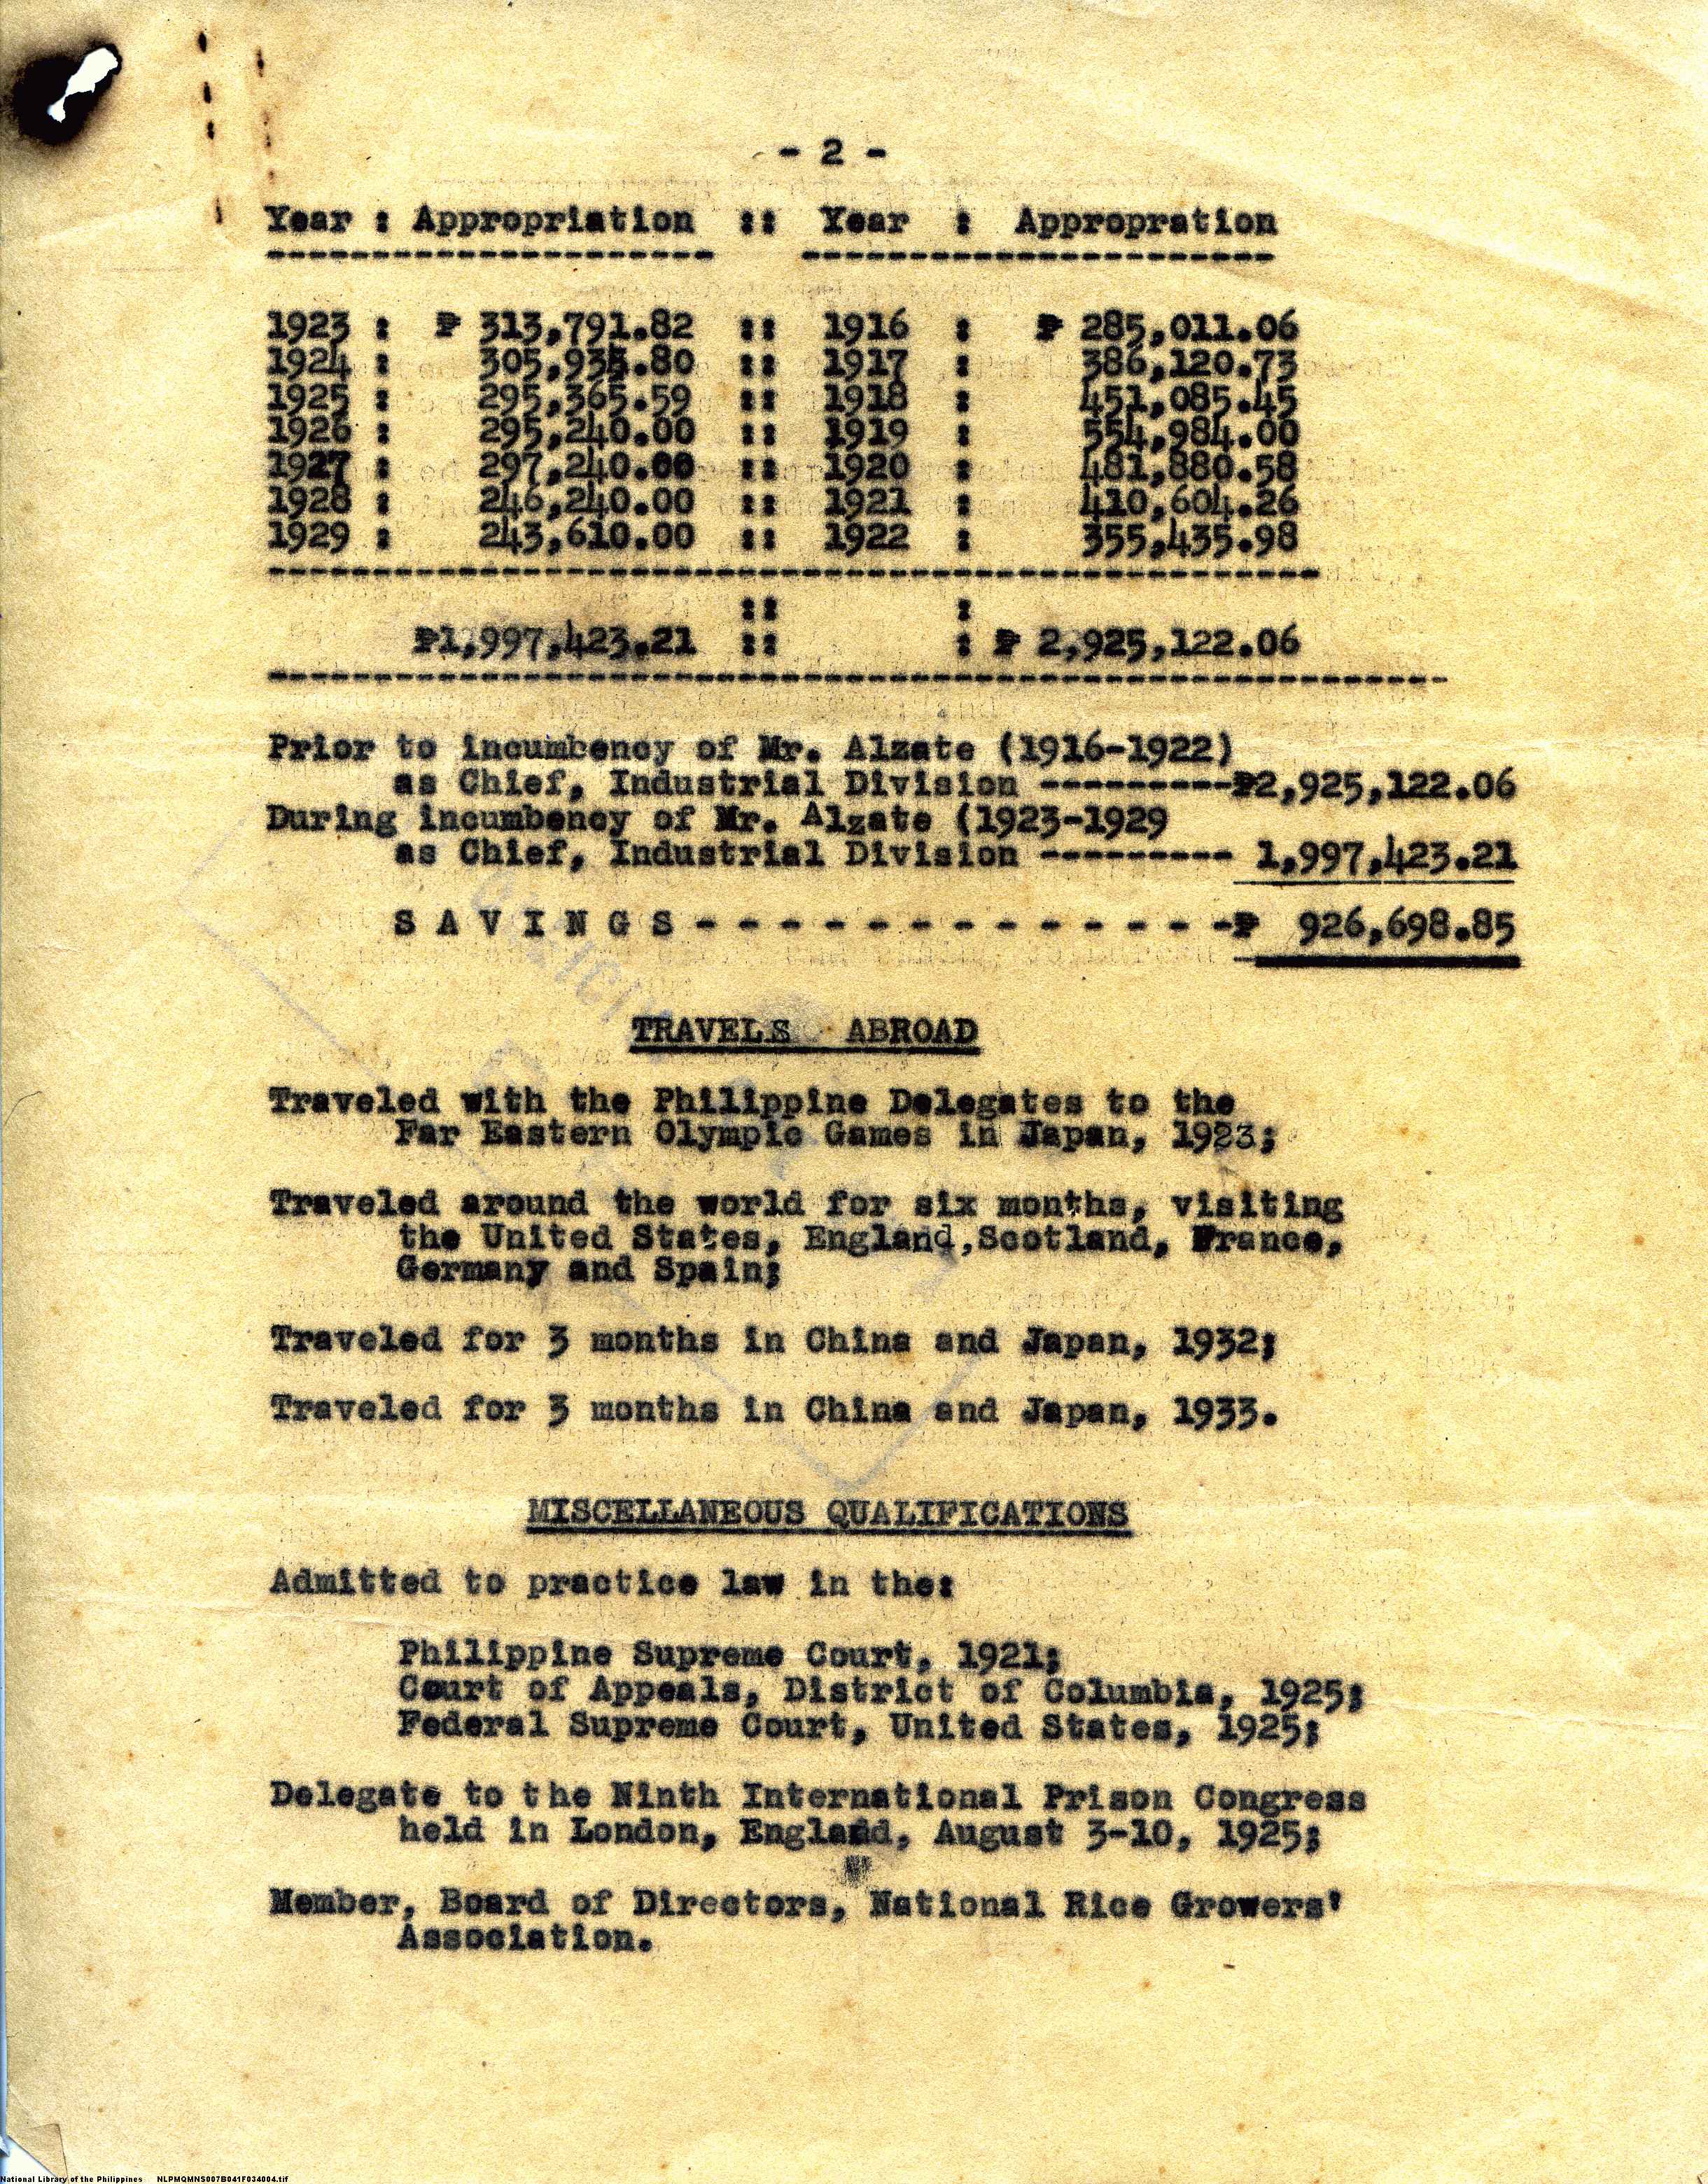 - 2 -
Year : Appropriation :: Year : Appropration
1923 : ₱ 313,791.82 :: 1916 : ₱ 285,011.06
1924 : 305,935.80 :: 1917 : 386,120.73
1925 : 295,365.59 :: 1918 : 451,085.45
1926 : 295,240.00 :: 1919 : 554,984.00
1927 : 297,240.00 :: 1920 : 481,880.58
1928 : 246,240.00 :: 1921 : 410,604.26
1929 : 243,610.00 :: 1922 : 355,435.98
:: :
₱1,997,423.21 :: : ₱ 2,925,122.06
Prior to incumbency of Mr. Alzate (1916-1922)
as Chief, Industrial Division ---------₱2,925,122.06
During incumbency of Mr. Alzate (1923-1929
as Chief, Industrial Division --------- 1,997,423.21
S A V I N G S - - - - - - - - - - - - -₱ 926,698.85
TRAVELS ABROAD
Traveled with the Philippine Delegates to the
Far Eastern Olympic Games in Japan, 1923;
Traveled around the world for six months, visiting
the United States, England,Scotland, France,
Germany and Spain;
Traveled for 3 months in China and Japan, 1932;
Traveled for 3 months in China and Japan, 1933.
MISCELLANEOUS QUALIFICATIONS
Admitted to practice law in the:
Philippine Supreme Court, 1921;
Court of Appeals, District of Columbia, 1925;
Federal Supreme Court, United States, 1925;
Delegate to the Ninth International Prison Congress
held in London, England, August 3-10, 1925;
Member, Board of Directors, National Rice Growers'
Association.
National Library of the Philippines NLPMQMNS007B041F034004.tif